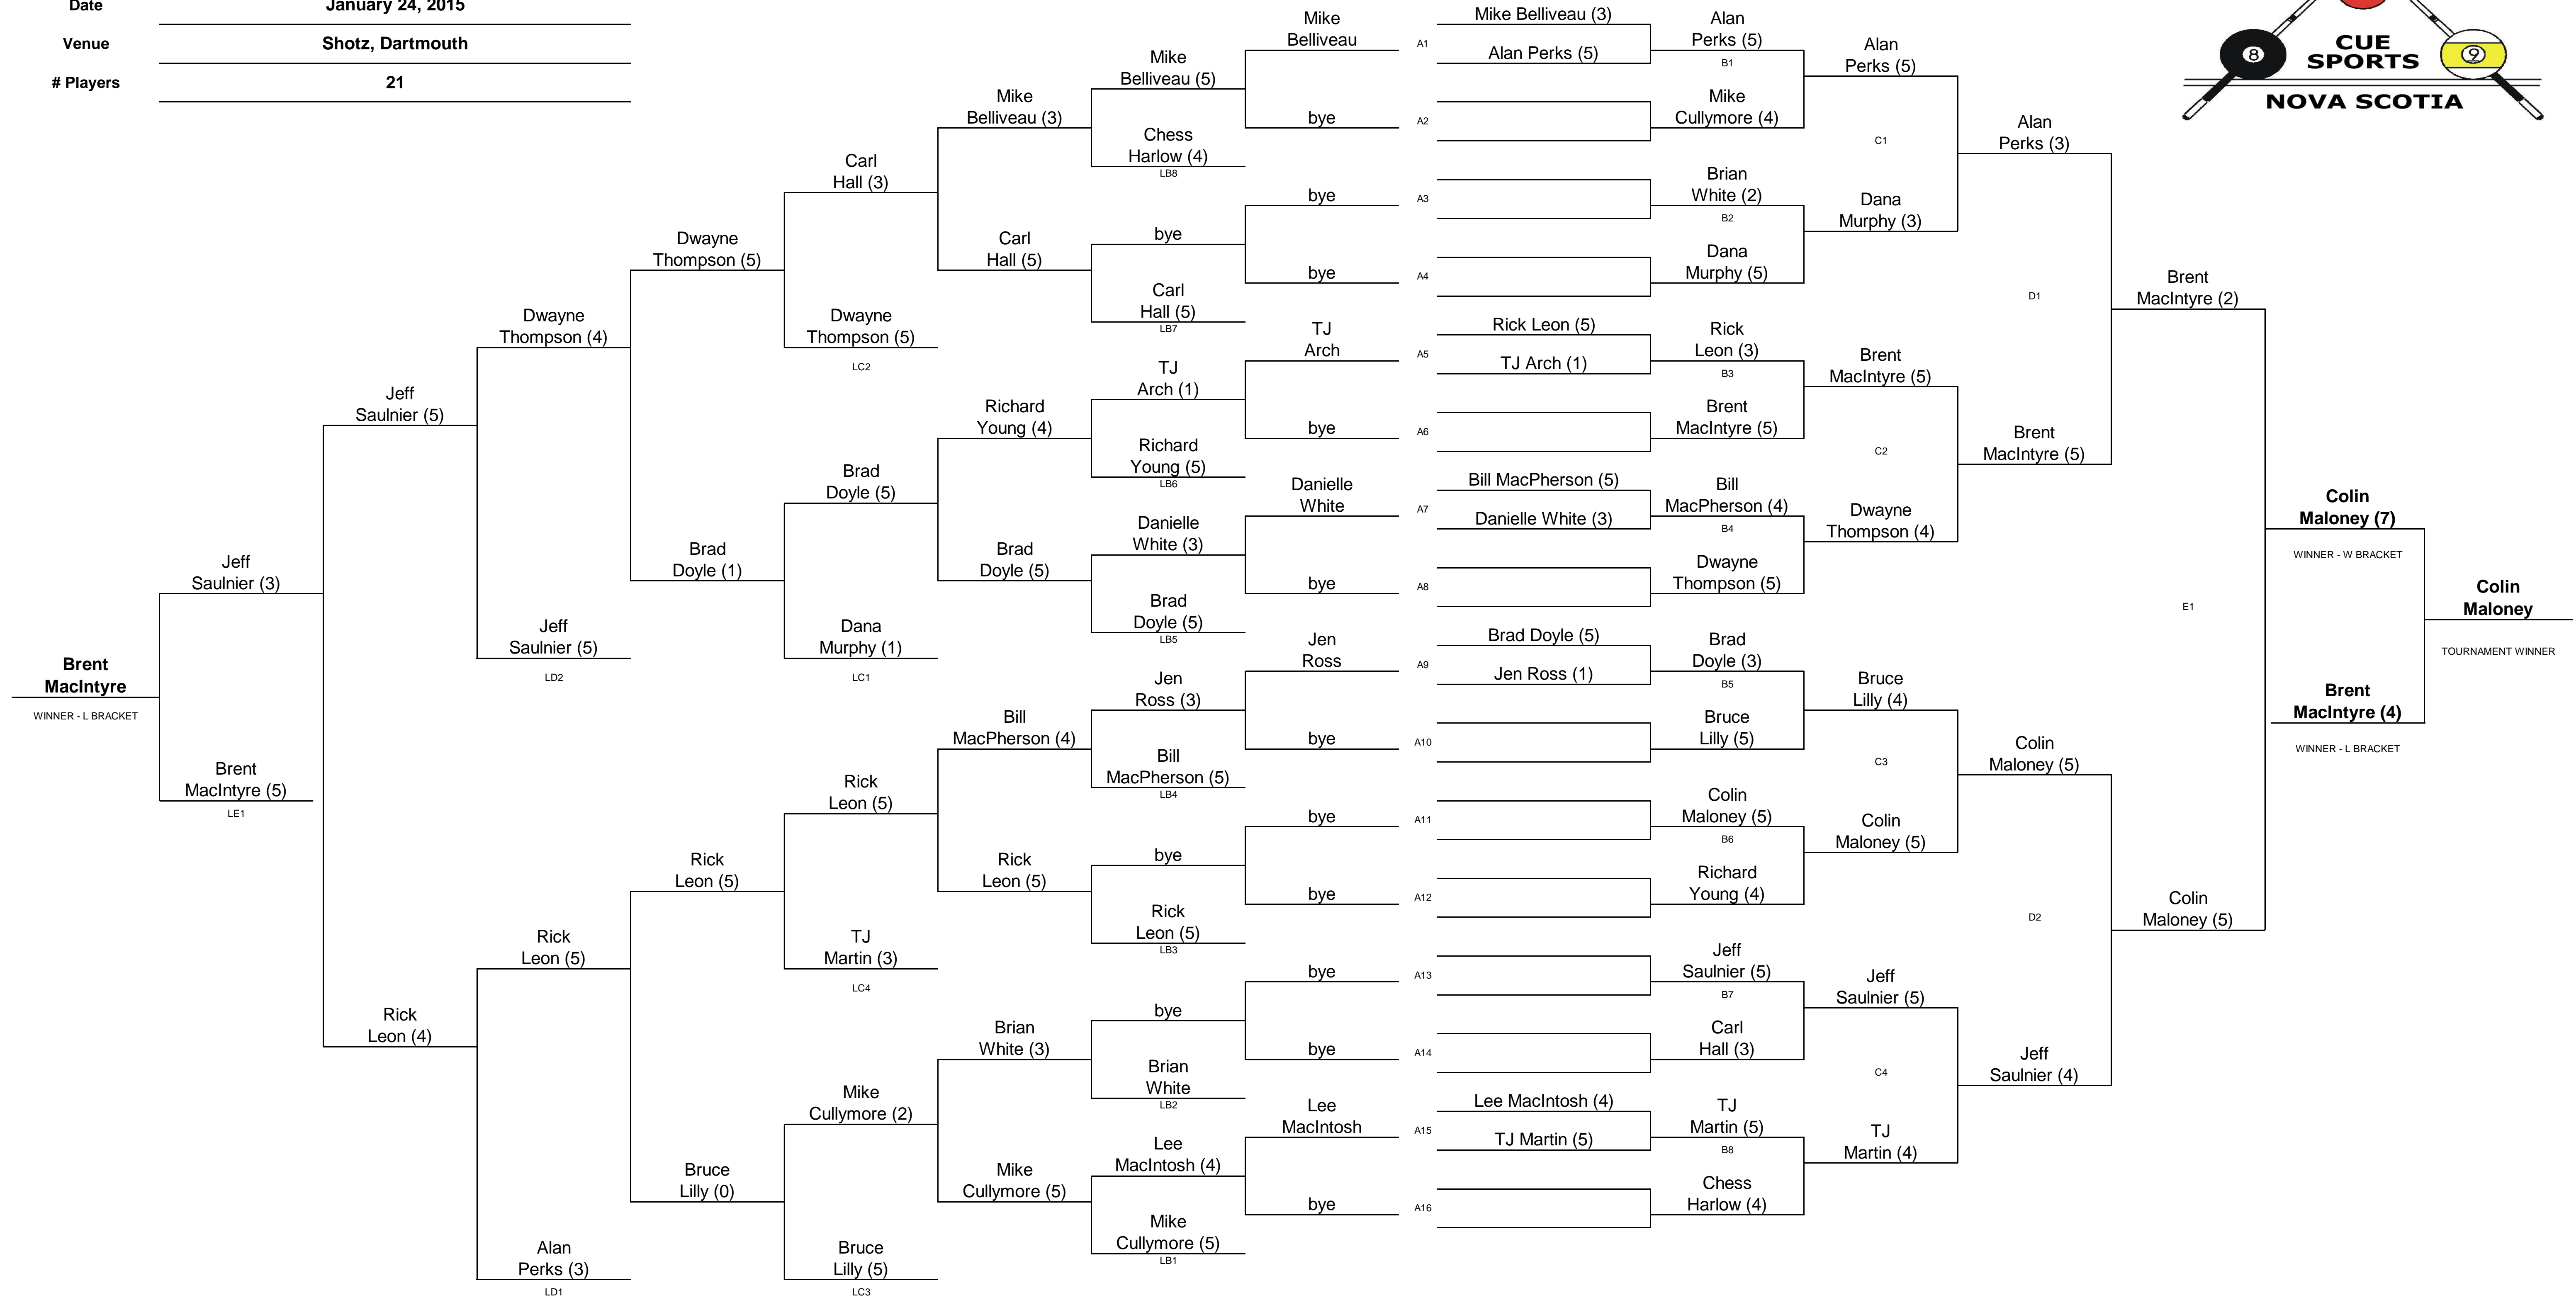 Date
January 24, 2015
Venue
Shotz, Dartmouth
# Players
21
8
9
CUE
SPORTS
NOVA SCOTIA
Brent
MacIntyre
WINNER - L BRACKET
Jeff
Saulnier (3)
Brent
MacIntyre (5)
LE1
Jeff
Saulnier (5)
Rick
Leon (4)
Dwayne
Thompson (4)
Jeff
Saulnier (5)
LD2
Rick
Leon (5)
Alan
Perks (3)
LD1
Dwayne
Thompson (5)
Brad
Doyle (1)
Rick
Leon (5)
Bruce
Lilly (0)
Carl
Hall (3)
Dwayne
Thompson (5)
LC2
Brad
Doyle (5)
Dana
Murphy (1)
LC1
Rick
Leon (5)
TJ
Martin (3)
LC4
Mike
Cullymore (2)
Bruce
Lilly (5)
LC3
Mike
Belliveau (3)
Carl
Hall (5)
Richard
Young (4)
Brad
Doyle (5)
Bill
MacPherson (4)
Rick
Leon (5)
Brian
White (3)
Mike
Cullymore (5)
Mike
Belliveau (5)
Chess
Harlow (4)
LB8
bye
Carl
Hall (5)
LB7
TJ
Arch (1)
Richard
Young (5)
LB6
Danielle
White (3)
Brad
Doyle (5)
LB5
Jen
Ross (3)
Bill
MacPherson (5)
LB4
bye
Rick
Leon (5)
LB3
bye
Brian
White
LB2
Lee
MacIntosh (4)
Mike
Cullymore (5)
LB1
Mike
Belliveau
bye
bye
bye
TJ
Arch
bye
Danielle
White
bye
Jen
Ross
bye
bye
bye
bye
bye
Lee
MacIntosh
bye
A1
A2
A3
A4
A5
A6
A7
A8
A9
A10
A11
A12
A13
A14
A15
A16
Mike Belliveau (3)
Alan Perks (5)
Rick Leon (5)
TJ Arch (1)
Bill MacPherson (5)
Danielle White (3)
Brad Doyle (5)
Jen Ross (1)
Lee MacIntosh (4)
TJ Martin (5)
Alan
Perks (5)
B1
Mike
Cullymore (4)
Brian
White (2)
B2
Dana
Murphy (5)
Rick
Leon (3)
B3
Brent
MacIntyre (5)
Bill
MacPherson (4)
B4
Dwayne
Thompson (5)
Brad
Doyle (3)
B5
Bruce
Lilly (5)
Colin
Maloney (5)
B6
Richard
Young (4)
Jeff
Saulnier (5)
B7
Carl
Hall (3)
TJ
Martin (5)
B8
Chess
Harlow (4)
Alan
Perks (5)
C1
Dana
Murphy (3)
Brent
MacIntyre (5)
C2
Dwayne
Thompson (4)
Bruce
Lilly (4)
C3
Colin
Maloney (5)
Jeff
Saulnier (5)
C4
TJ
Martin (4)
Alan
Perks (3)
D1
Brent
MacIntyre (5)
Colin
Maloney (5)
D2
Jeff
Saulnier (4)
Brent
MacIntyre (2)
E1
Colin
Maloney (5)
Colin
Maloney (7)
WINNER - W BRACKET
Brent
MacIntyre (4)
WINNER - L BRACKET
Colin
Maloney
TOURNAMENT WINNER